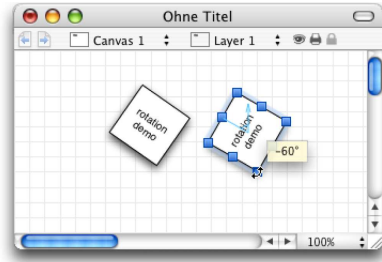 Ohne Titel
Canvas 1 Layer 1
rotation
demo
rotation
demo
-60°
100%